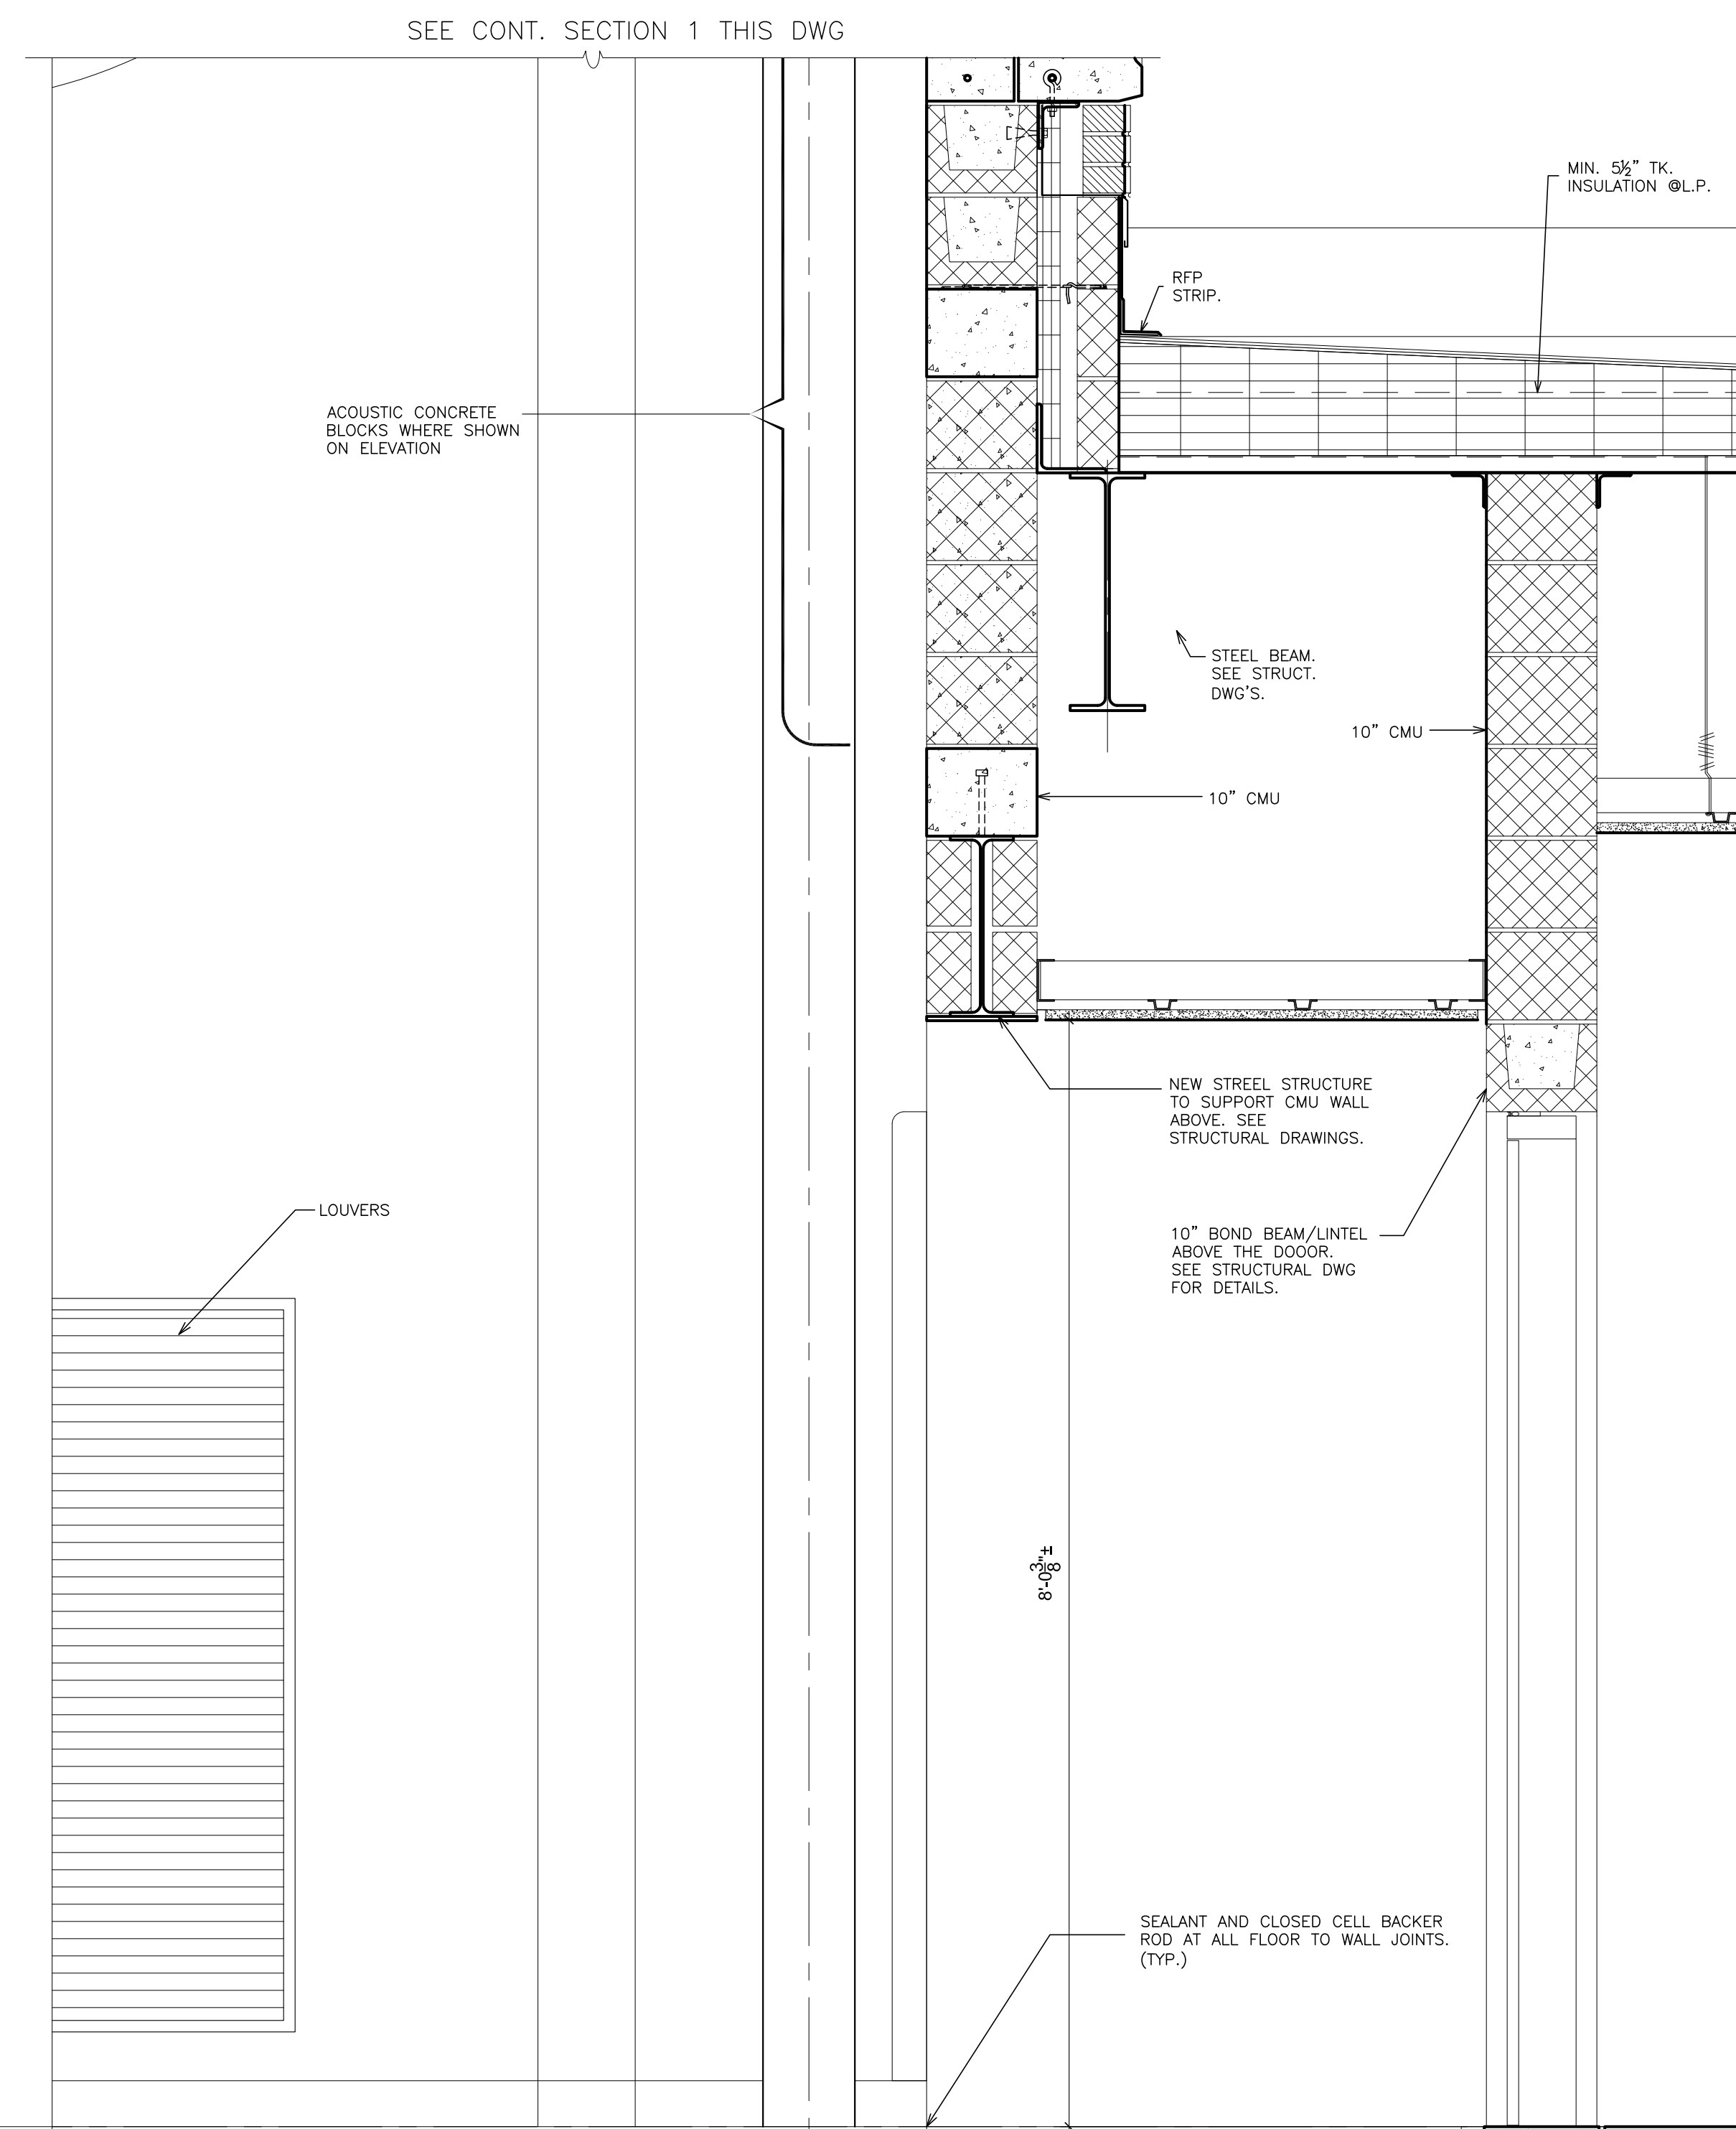 SEE CONT. SECTION 1 THIS DWG
MIN. 5½" TK.
INSULATION @L.P.
RFP
STRIP.
ACOUSTIC CONCRETE
BLOCKS WHERE SHOWN
ON ELEVATION
STEEL BEAM.
SEE STRUCT.
DWG'S.
10" CMU
10" CMU
NEW STREEL STRUCTURE
TO SUPPORT CMU WALL
ABOVE. SEE
STRUCTURAL DRAWINGS.
LOUVERS
10" BOND BEAM/LINTEL
ABOVE THE DOOOR.
SEE STRUCTURAL DWG
FOR DETAILS.
8'-0 3/8"±
SEALANT AND CLOSED CELL BACKER
ROD AT ALL FLOOR TO WALL JOINTS.
(TYP.)